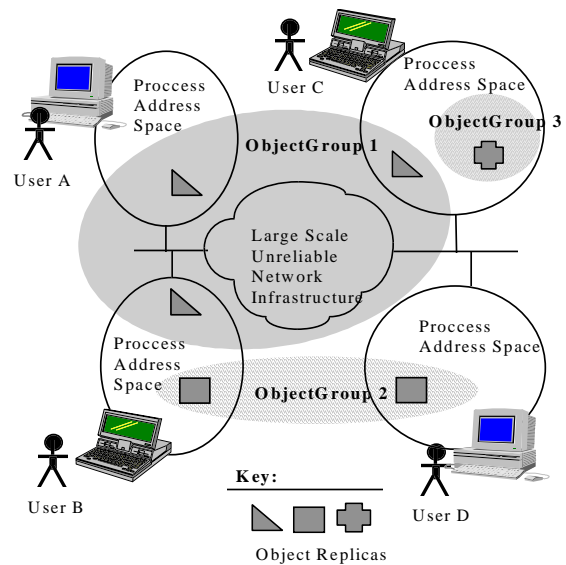 User C
Proccess
Address Space
ObjectGroup 3
Proccess
Address
Space
ObjectGroup 1
User A
Large Scale
Unreliable
Network
Infrastructure
Proccess
Address
Space
Proccess
Address Space
ObjectGroup 2
User B
User D
Key:
Object Replicas